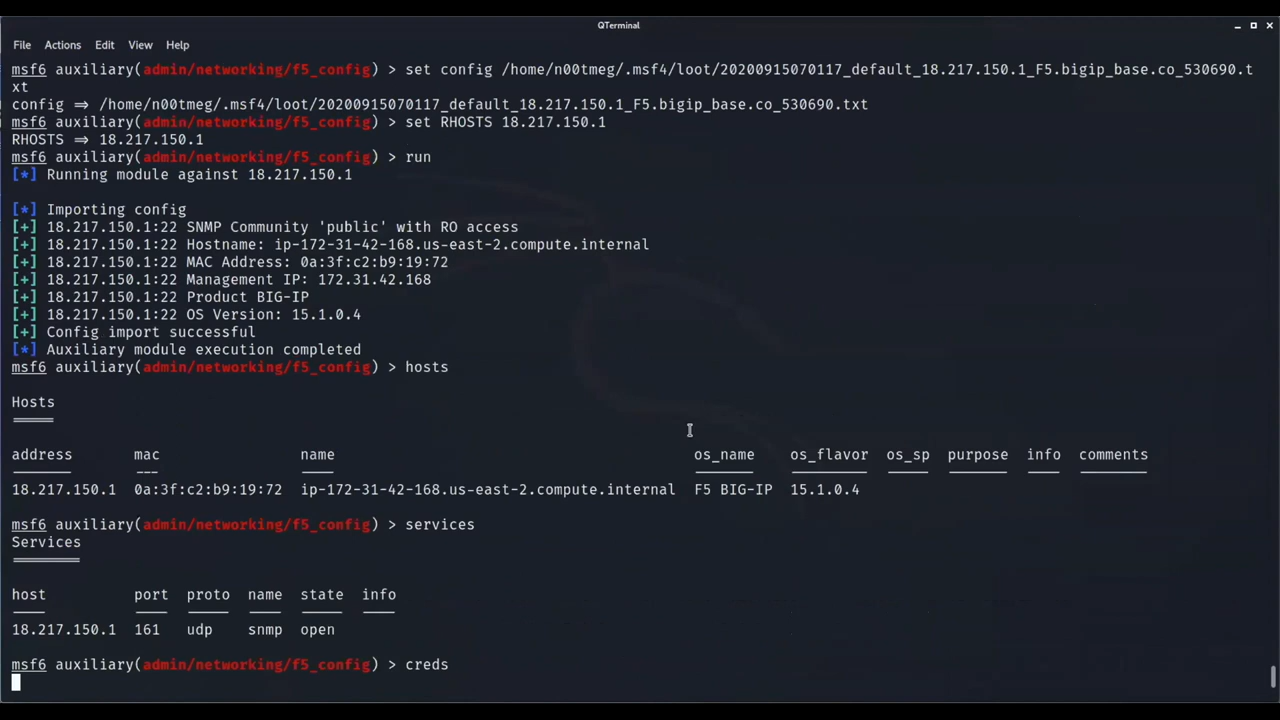 QTerminal
File Actions Edit View Help
msf6 auxiliary(admin/networking/f5_config) > set config /home/n00tmeg/.msf4/loot/20200915070117_default_18.217.150.1_F5.bigip_base.co_530690.t
xt
config ⇒ /home/n00tmeg/.msf4/loot/20200915070117_default_18.217.150.1_F5.bigip_base.co_530690.txt
msf6 auxiliary(admin/networking/f5_config) > set RHOSTS 18.217.150.1
RHOSTS ⇒ 18.217.150.1
msf6 auxiliary(admin/networking/f5_config) > run
[*] Running module against 18.217.150.1
[*] Importing config
[+] 18.217.150.1:22 SNMP Community 'public' with RO access
[+] 18.217.150.1:22 Hostname: ip-172-31-42-168.us-east-2.compute.internal
[+] 18.217.150.1:22 MAC Address: 0a:3f:c2:b9:19:72
[+] 18.217.150.1:22 Management IP: 172.31.42.168
[+] 18.217.150.1:22 Product BIG-IP
[+] 18.217.150.1:22 OS Version: 15.1.0.4
[+] Config import successful
[*] Auxiliary module execution completed
msf6 auxiliary(admin/networking/f5_config) > hosts
Hosts
=====
address mac name os_name os_flavor os_sp purpose info comments
------- --- ---- ------- --------- ----- ------- ---- --------
18.217.150.1 0a:3f:c2:b9:19:72 ip-172-31-42-168.us-east-2.compute.internal F5 BIG-IP 15.1.0.4
msf6 auxiliary(admin/networking/f5_config) > services
Services
========
host port proto name state info
---- ---- ----- ---- ----- ----
18.217.150.1 161 udp snmp open
msf6 auxiliary(admin/networking/f5_config) > creds